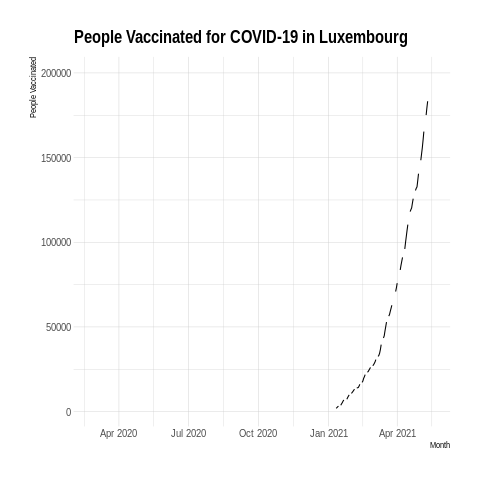 People Vaccinated for COVID-19 in Luxembourg
People Vaccinated
200000
150000
100000
50000
0
Apr 2020 Jul 2020 Oct 2020 Jan 2021 Apr 2021
Month